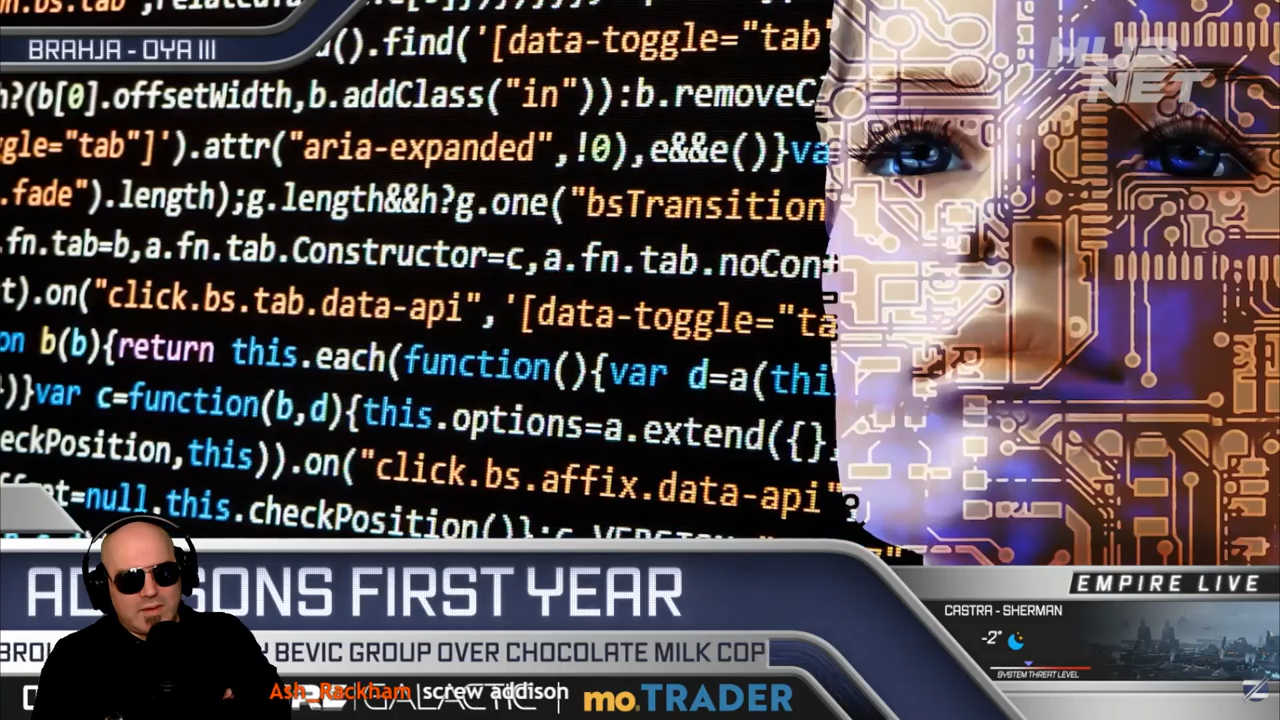 BRAHJA - OYA III
().find('[data-toggle="tab"
h?(b[0].offsetWidth,b.addClass("in")):b.removeC
ggle="tab"]').attr("aria-expanded",!0),e&&e()}va
.fade").length);g.length&&h?g.one("bsTransition
.fn.tab=b,a.fn.tab.Constructor=c,a.fn.tab.noCon
t).on("click.bs.tab.data-api", '[data-toggle="ta
on b(b){return this.each(function(){var d=a(thi
)}var c=function(b,d){this.options=a.extend({}
eckPosition,this)).on("click.bs.affix.data-api"
=null,this.checkPosition()};c.VERSION
HUB
NET
FIRST YEAR
BEVIC GROUP OVER CHOCOLATE MILK COP
EMPIRE LIVE
CASTRA - SHERMAN
-2°
SYSTEM THREAT LEVEL
Ash_Rackham screw addison
GALACTIC
mo.TRADER